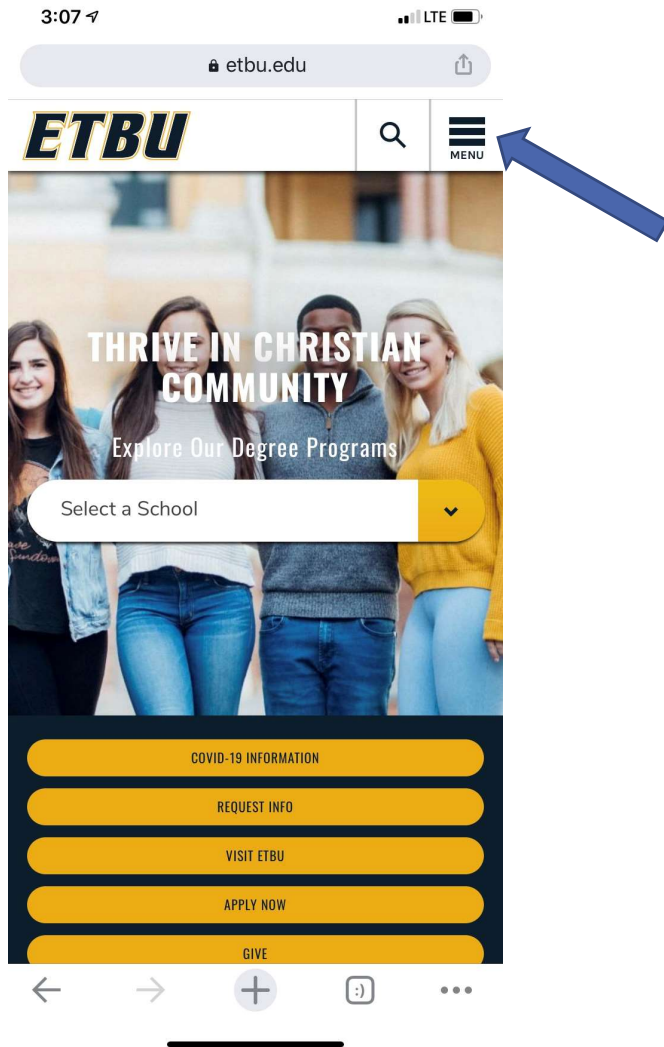 3:07
LTE
etbu.edu
ETBU
MENU
THRIVE IN CHRISTIAN
COMMUNITY
Explore Our Degree Programs
Select a School
COVID-19 INFORMATION
REQUEST INFO
VISIT ETBU
APPLY NOW
GIVE
:)